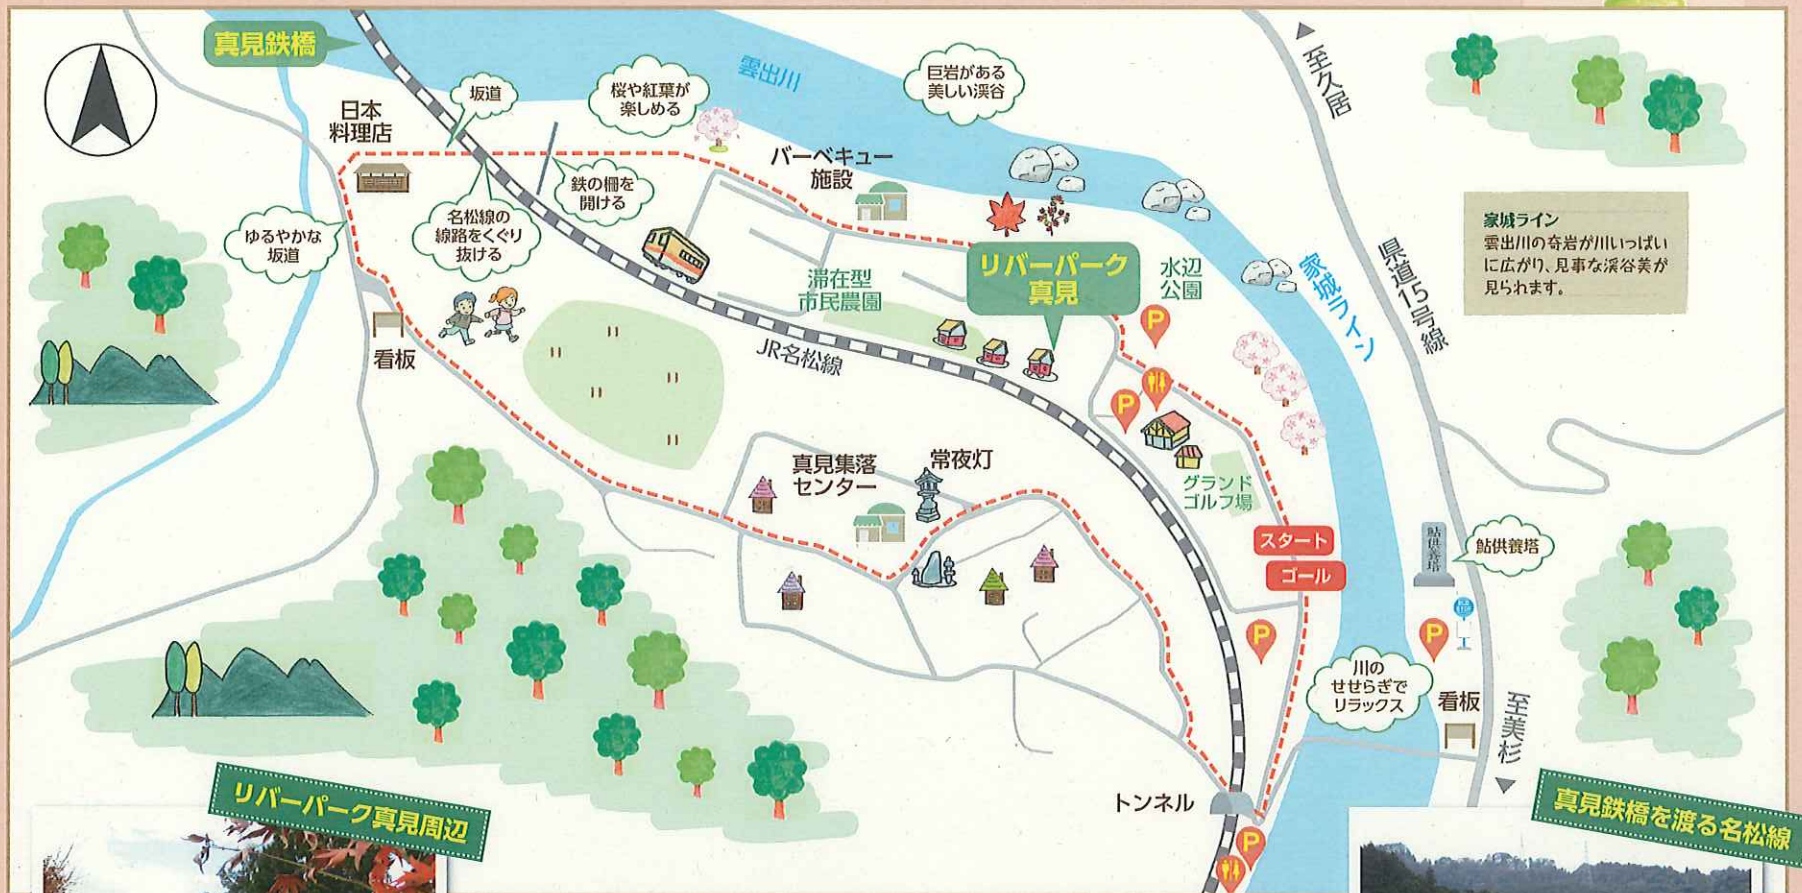 真見鉄橋
雲出川
巨岩がある
美しい渓谷
▲至久居
坂道
桜や紅葉が
楽しめる
日本
料理店
バーベキュー
施設
鉄の柵を
開ける
名松線の
線路をくぐり
抜ける
ゆるやかな
坂道
家城ライン
雲出川の奇岩が川いっぱい
に広がり、見事な渓谷美が
見られます。
リバーパーク
真見
水辺
公園
滞在型
市民農園
家城ライン
県道15号線
P
看板
JR名松線
P
真見集落
センター
常夜灯
グランド
ゴルフ場
スタート
ゴール
鮎供養塔
鮎供養塔
P
P
川の
せせらぎで
リラックス
看板
至美杉▼
トンネル
P
リバーパーク真見周辺
真見鉄橋を渡る名松線